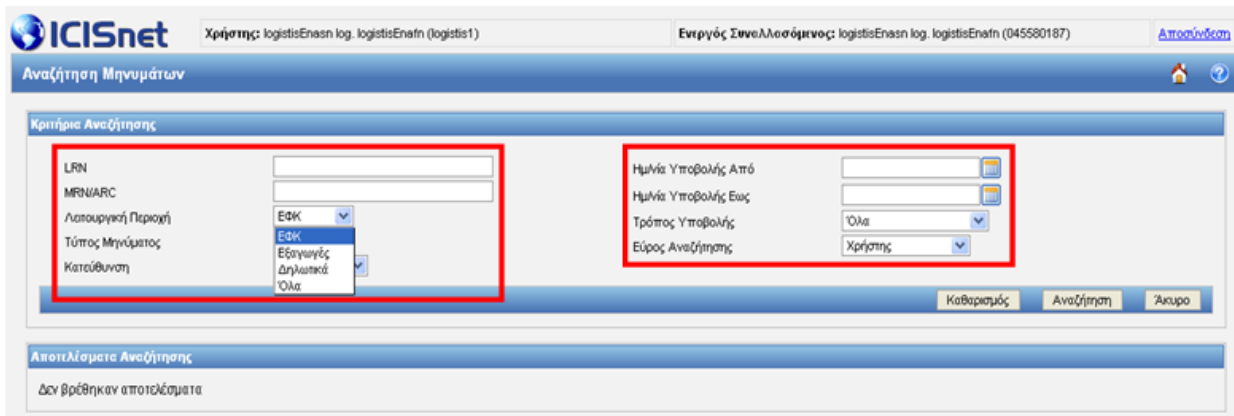 ICISnet
Χρήστης: logistisEnasn log. logistisEnafn (logistis1)
Ενεργός Συναλλασσόμενος: logistisEnasn log. logistisEnafn (045580187)
Αποσύνδεση
Αναζήτηση Μηνυμάτων
Κριτήρια Αναζήτησης
LRN
MRN/ARC
Λειτουργική Περιοχή ΕΦΚ
ΕΦΚ
Εξαγωγές
Δηλωτικά
Όλα
Τύπος Μηνύματος
Κατεύθυνση
Ημ/νία Υποβολής Από
Ημ/νία Υποβολής Εως
Τρόπος Υποβολής Όλα
Εύρος Αναζήτησης Χρήστης
Καθαρισμός Αναζήτηση Άκυρο
Αποτελέσματα Αναζήτησης
Δεν βρέθηκαν αποτελέσματα